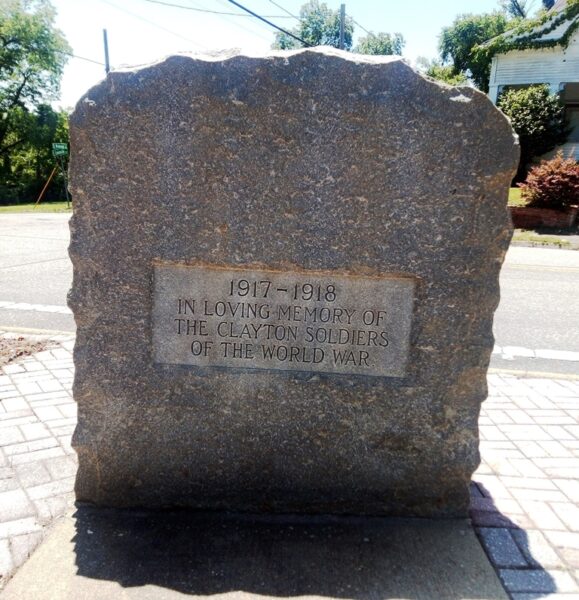 1917-1918
IN LOVING MEMORY OF
THE CLAYTON SOLDIERS
OF THE WORLD WAR